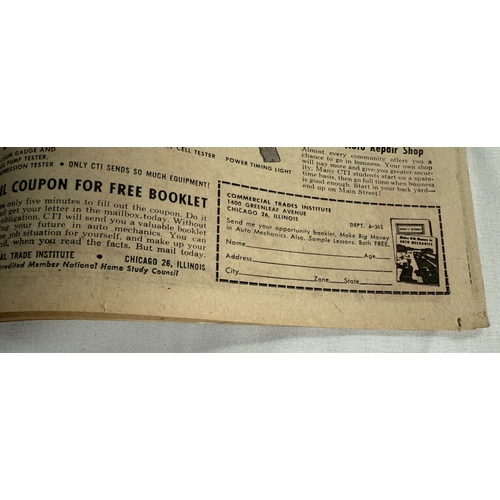 GAUGE AND
PUMP TESTER,
TESTER • ONLY CTI SENDS SO MUCH EQUIPMENT!
CELL TESTER
POWER TIMING LIGHT
Repair Shop
Almost every community offers you a
chance to go in business. Your own shop
will pay more and give you greater secur-
ity. Many CTI students start on a spare-
time basis, then go full time when business
is good enough. Start in your back yard—
end up on Main Street!
COUPON FOR FREE BOOKLET
only five minutes to fill out the coupon. Do it
get your letter in the mailbox today. Without
obligation, CTI will send you a valuable booklet
your future in auto mechanics. You can
job situation for yourself, and make up your
when you read the facts. But mail today.
TRADE INSTITUTE • CHICAGO 26, ILLINOIS
Member National Home Study Council
COMMERCIAL TRADES INSTITUTE
1400 GREENLEAF AVENUE
CHICAGO 26, ILLINOIS DEPT. A-361
Send me your opportunity booklet, Make Big Money
in Auto Mechanics. Also, Sample Lessons. Both FREE.
Name Age
Address
City Zone State
AUTO MECHANICS